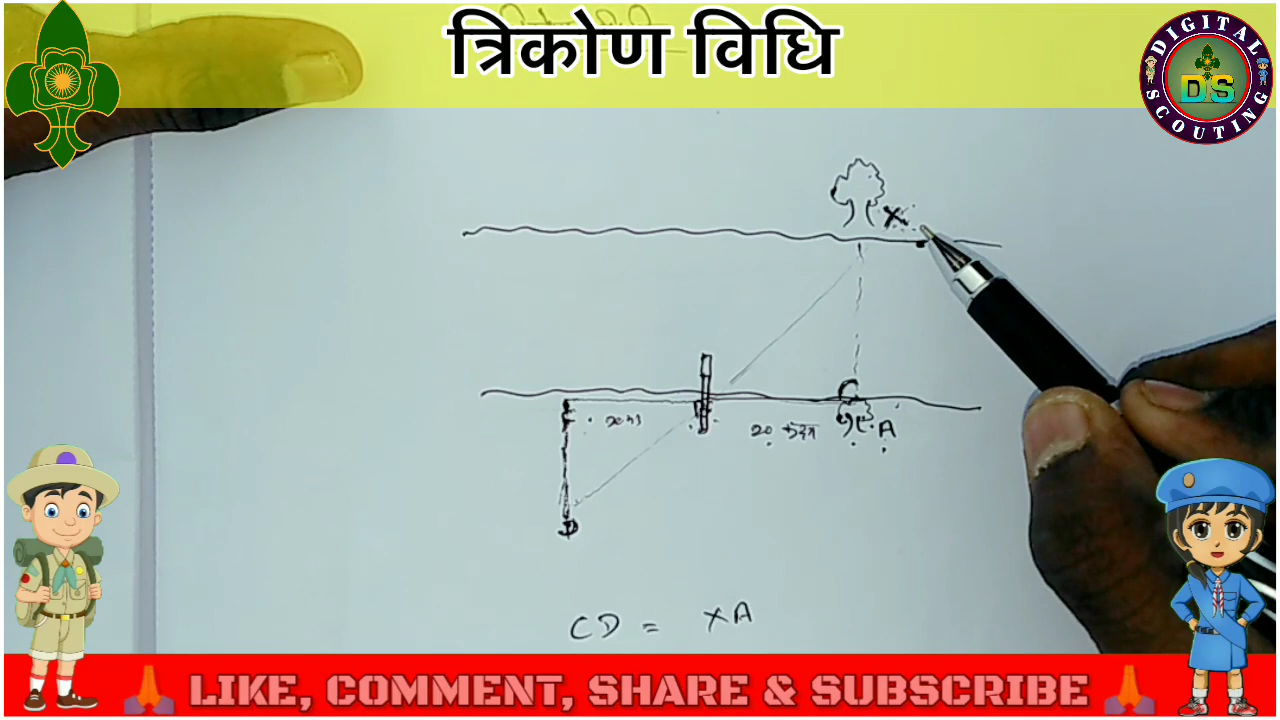 त्रिकोण विधि
DIGITAL
DS
SCOUTING
X
20 कदम
A
D
CD = XA
LIKE, COMMENT, SHARE & SUBSCRIBE